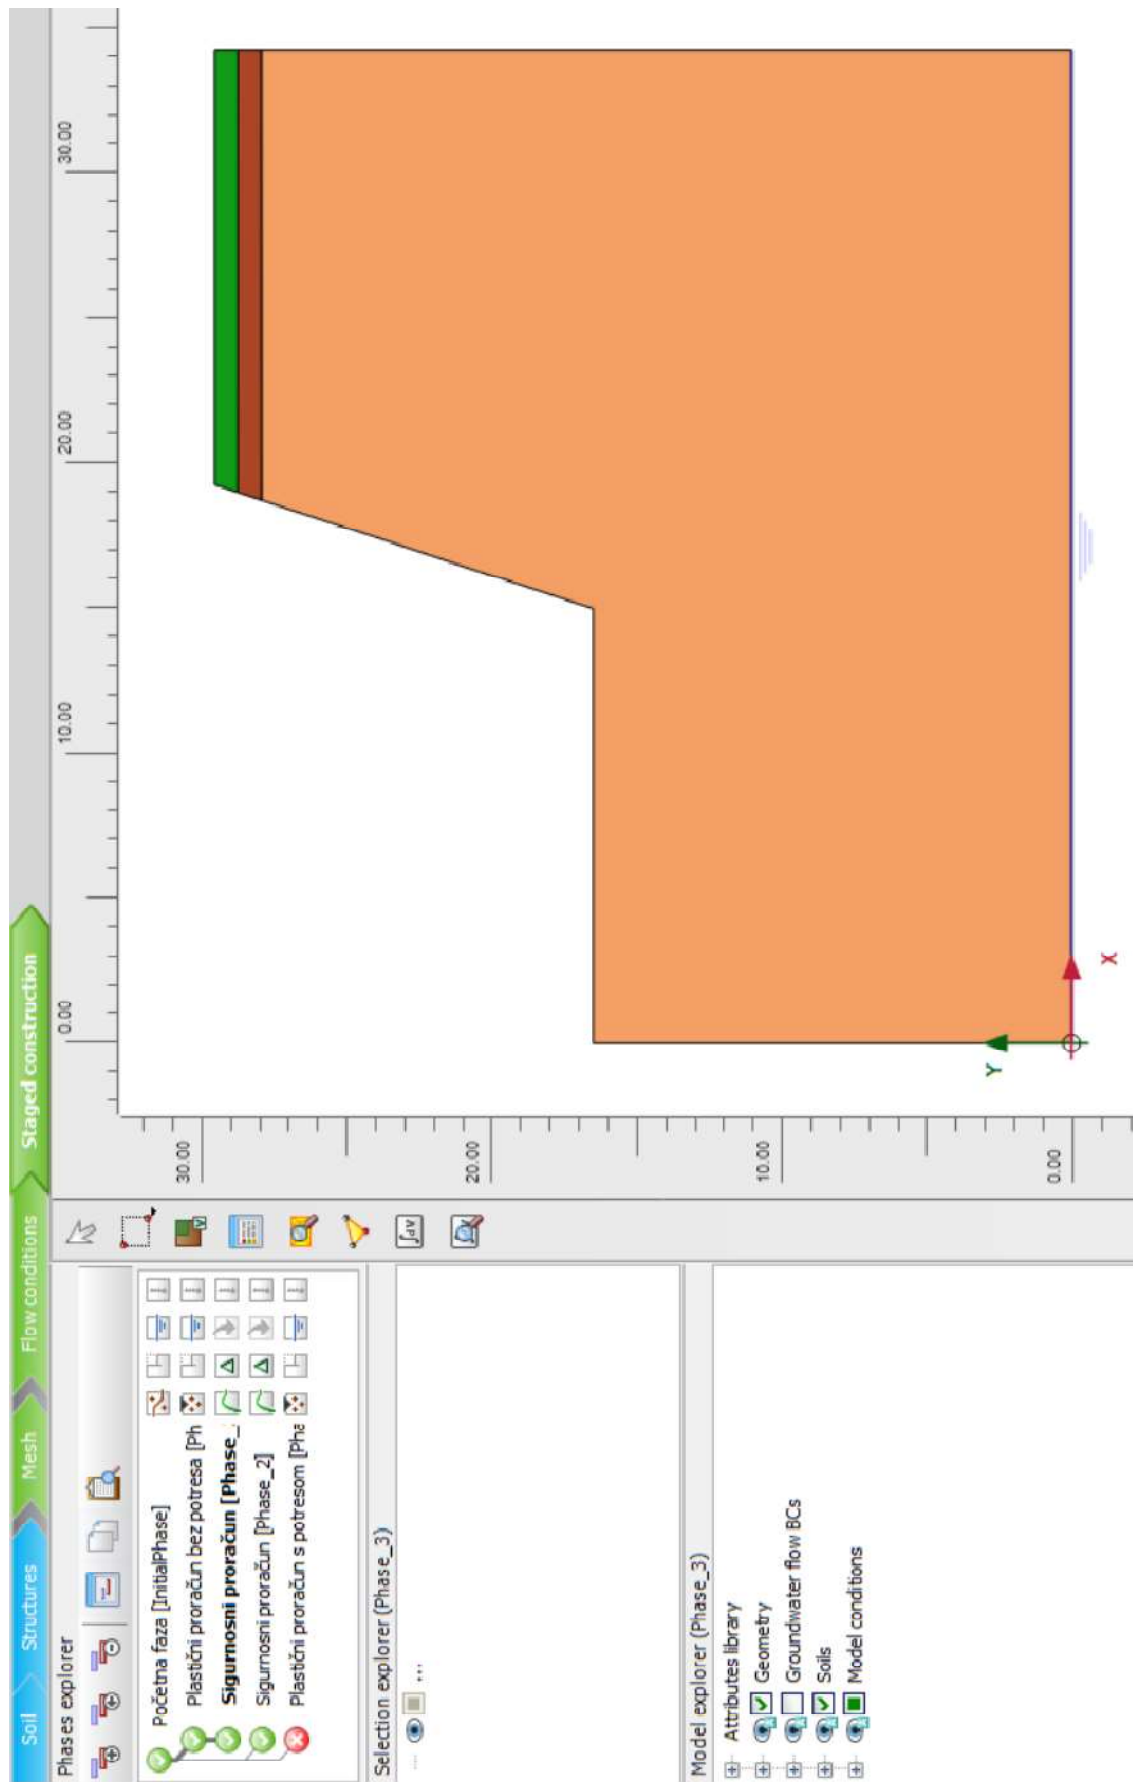 Soil
Structures
Mesh
Flow conditions
Staged construction
Phases explorer
Početna faza [InitialPhase]
Plastični proračun bez potresa [Ph
Sigurnosni proračun [Phase_
Sigurnosni proračun [Phase_2]
Plastični proračun s potresom [Pha
Selection explorer (Phase_3)
...
Model explorer (Phase_3)
Attributes library
Geometry
Groundwater flow BCs
Soils
Model conditions
0.00
10.00
20.00
30.00
30.00
20.00
10.00
0.00
Y
X